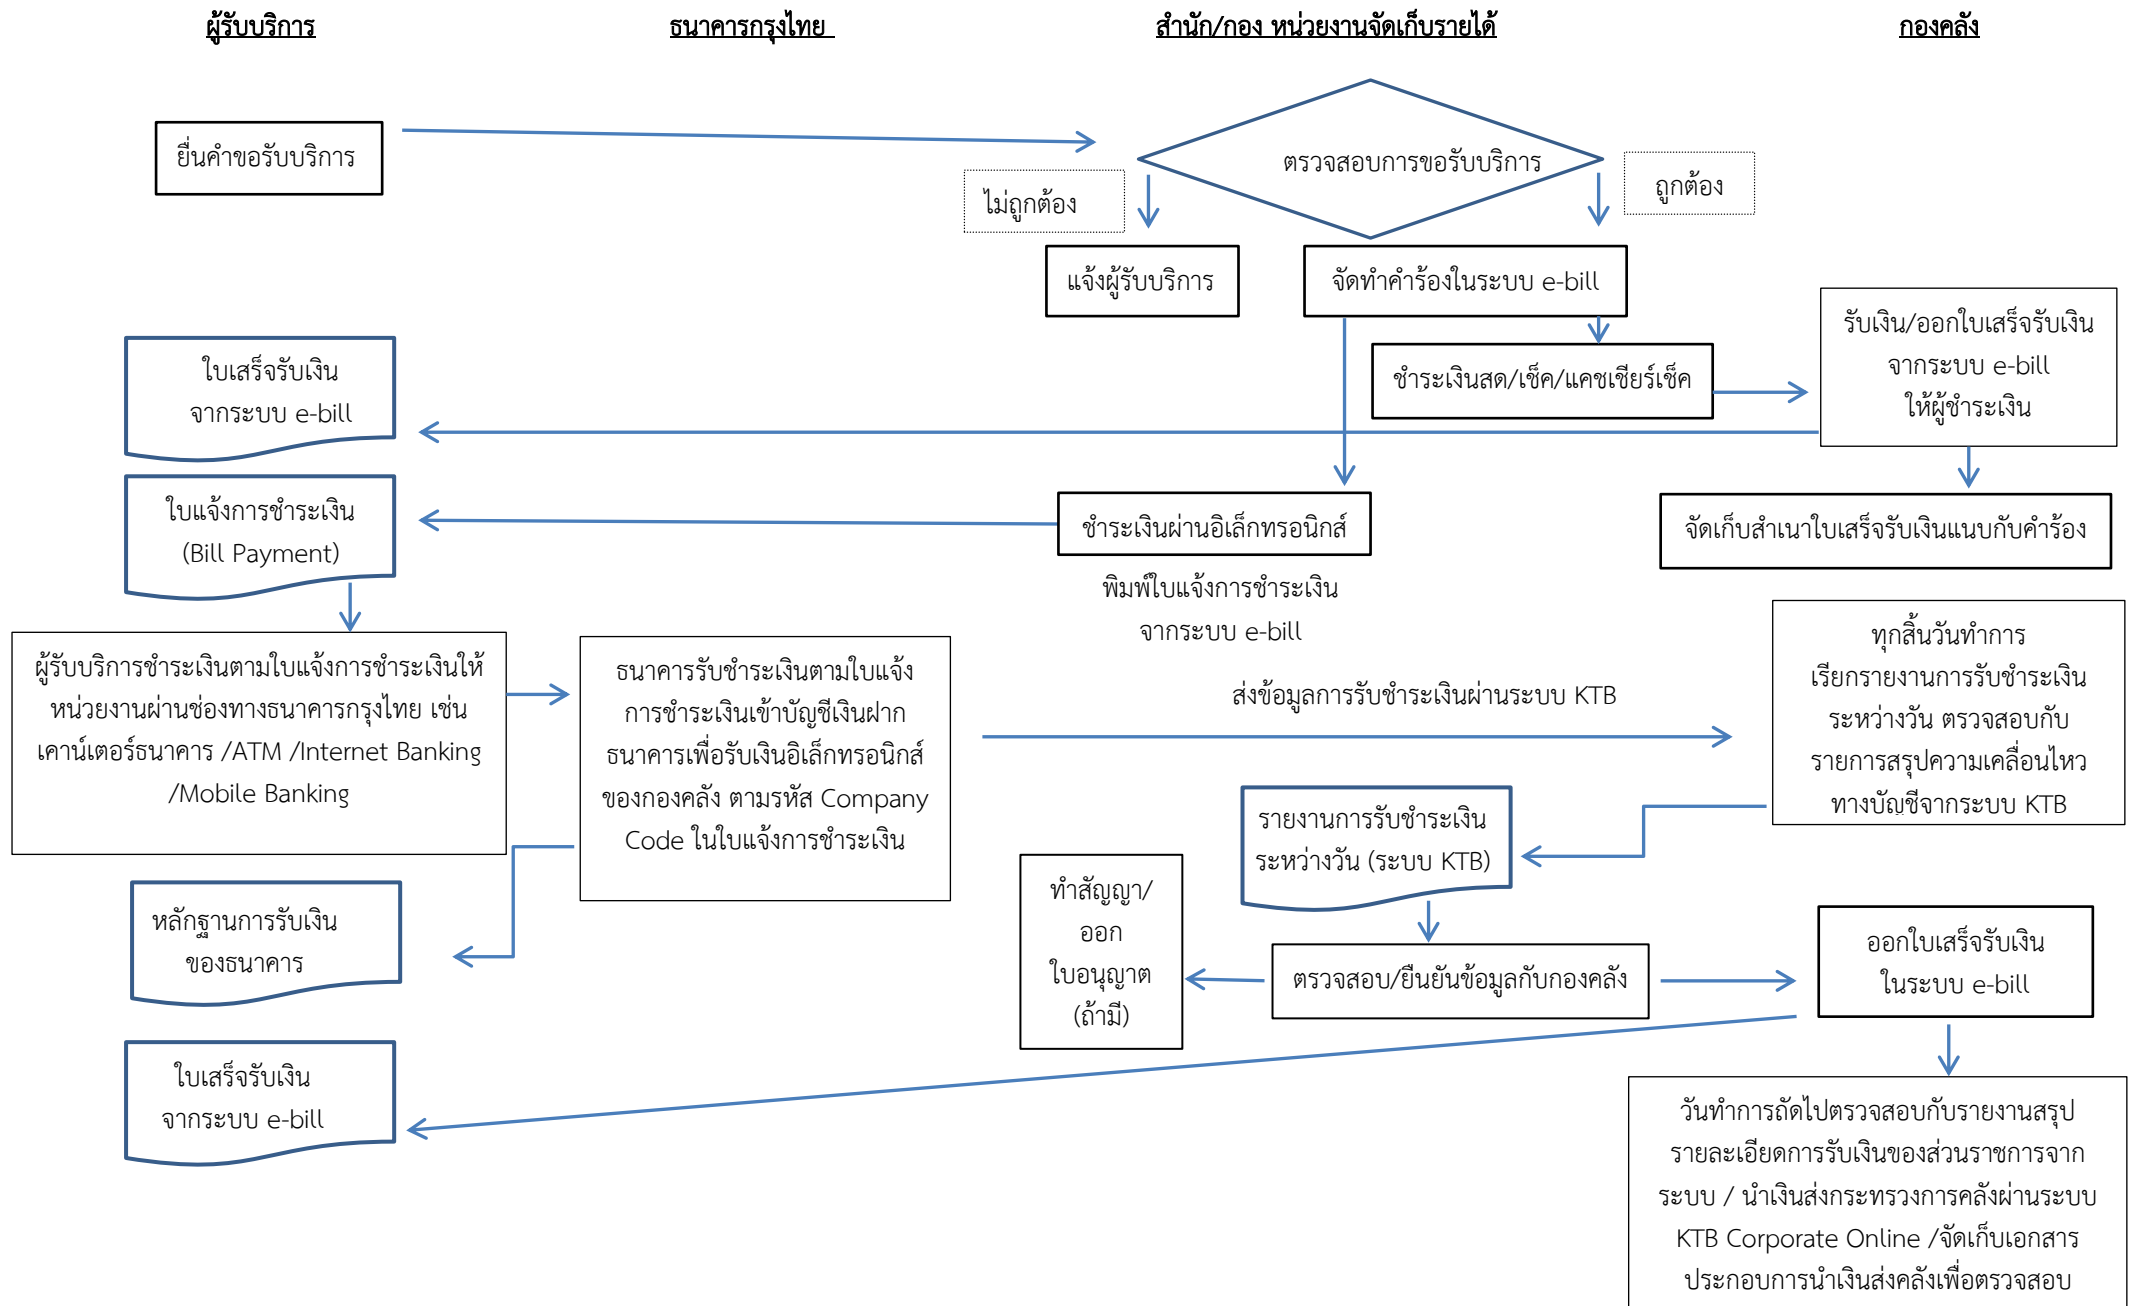 ผู้รับบริการ
ธนาคารกรุงไทย
สำนัก/กอง หน่วยงานจัดเก็บรายได้
กองคลัง
ยื่นคำขอรับบริการ
ตรวจสอบการขอรับบริการ
ไม่ถูกต้อง
ถูกต้อง
แจ้งผู้รับบริการ
จัดทำคำร้องในระบบ e-bill
รับเงิน/ออกใบเสร็จรับเงิน
จากระบบ e-bill
ให้ผู้ชำระเงิน
ชำระเงินสด/เช็ค/แคชเชียร์เช็ค
ใบเสร็จรับเงิน
จากระบบ e-bill
ใบแจ้งการชำระเงิน
(Bill Payment)
ชำระเงินผ่านอิเล็กทรอนิกส์
พิมพ์ใบแจ้งการชำระเงิน
จากระบบ e-bill
จัดเก็บสำเนาใบเสร็จรับเงินแนบกับคำร้อง
ผู้รับบริการชำระเงินตามใบแจ้งการชำระเงินให้
หน่วยงานผ่านช่องทางธนาคารกรุงไทย เช่น
เคาน์เตอร์ธนาคาร /ATM /Internet Banking
/Mobile Banking
ธนาคารรับชำระเงินตามใบแจ้ง
การชำระเงินเข้าบัญชีเงินฝาก
ธนาคารเพื่อรับเงินอิเล็กทรอนิกส์
ของกองคลัง ตามรหัส Company
Code ในใบแจ้งการชำระเงิน
ส่งข้อมูลการรับชำระเงินผ่านระบบ KTB
ทุกสิ้นวันทำการ
เรียกรายงานการรับชำระเงิน
ระหว่างวัน ตรวจสอบกับ
รายการสรุปความเคลื่อนไหว
ทางบัญชีจากระบบ KTB
รายงานการรับชำระเงิน
ระหว่างวัน (ระบบ KTB)
หลักฐานการรับเงิน
ของธนาคาร
ทำสัญญา/
ออก
ใบอนุญาต
(ถ้ามี)
ตรวจสอบ/ยืนยันข้อมูลกับกองคลัง
ออกใบเสร็จรับเงิน
ในระบบ e-bill
ใบเสร็จรับเงิน
จากระบบ e-bill
วันทำการถัดไปตรวจสอบกับรายงานสรุป
รายละเอียดการรับเงินของส่วนราชการจาก
ระบบ / นำเงินส่งกระทรวงการคลังผ่านระบบ
KTB Corporate Online /จัดเก็บเอกสาร
ประกอบการนำเงินส่งคลังเพื่อตรวจสอบ